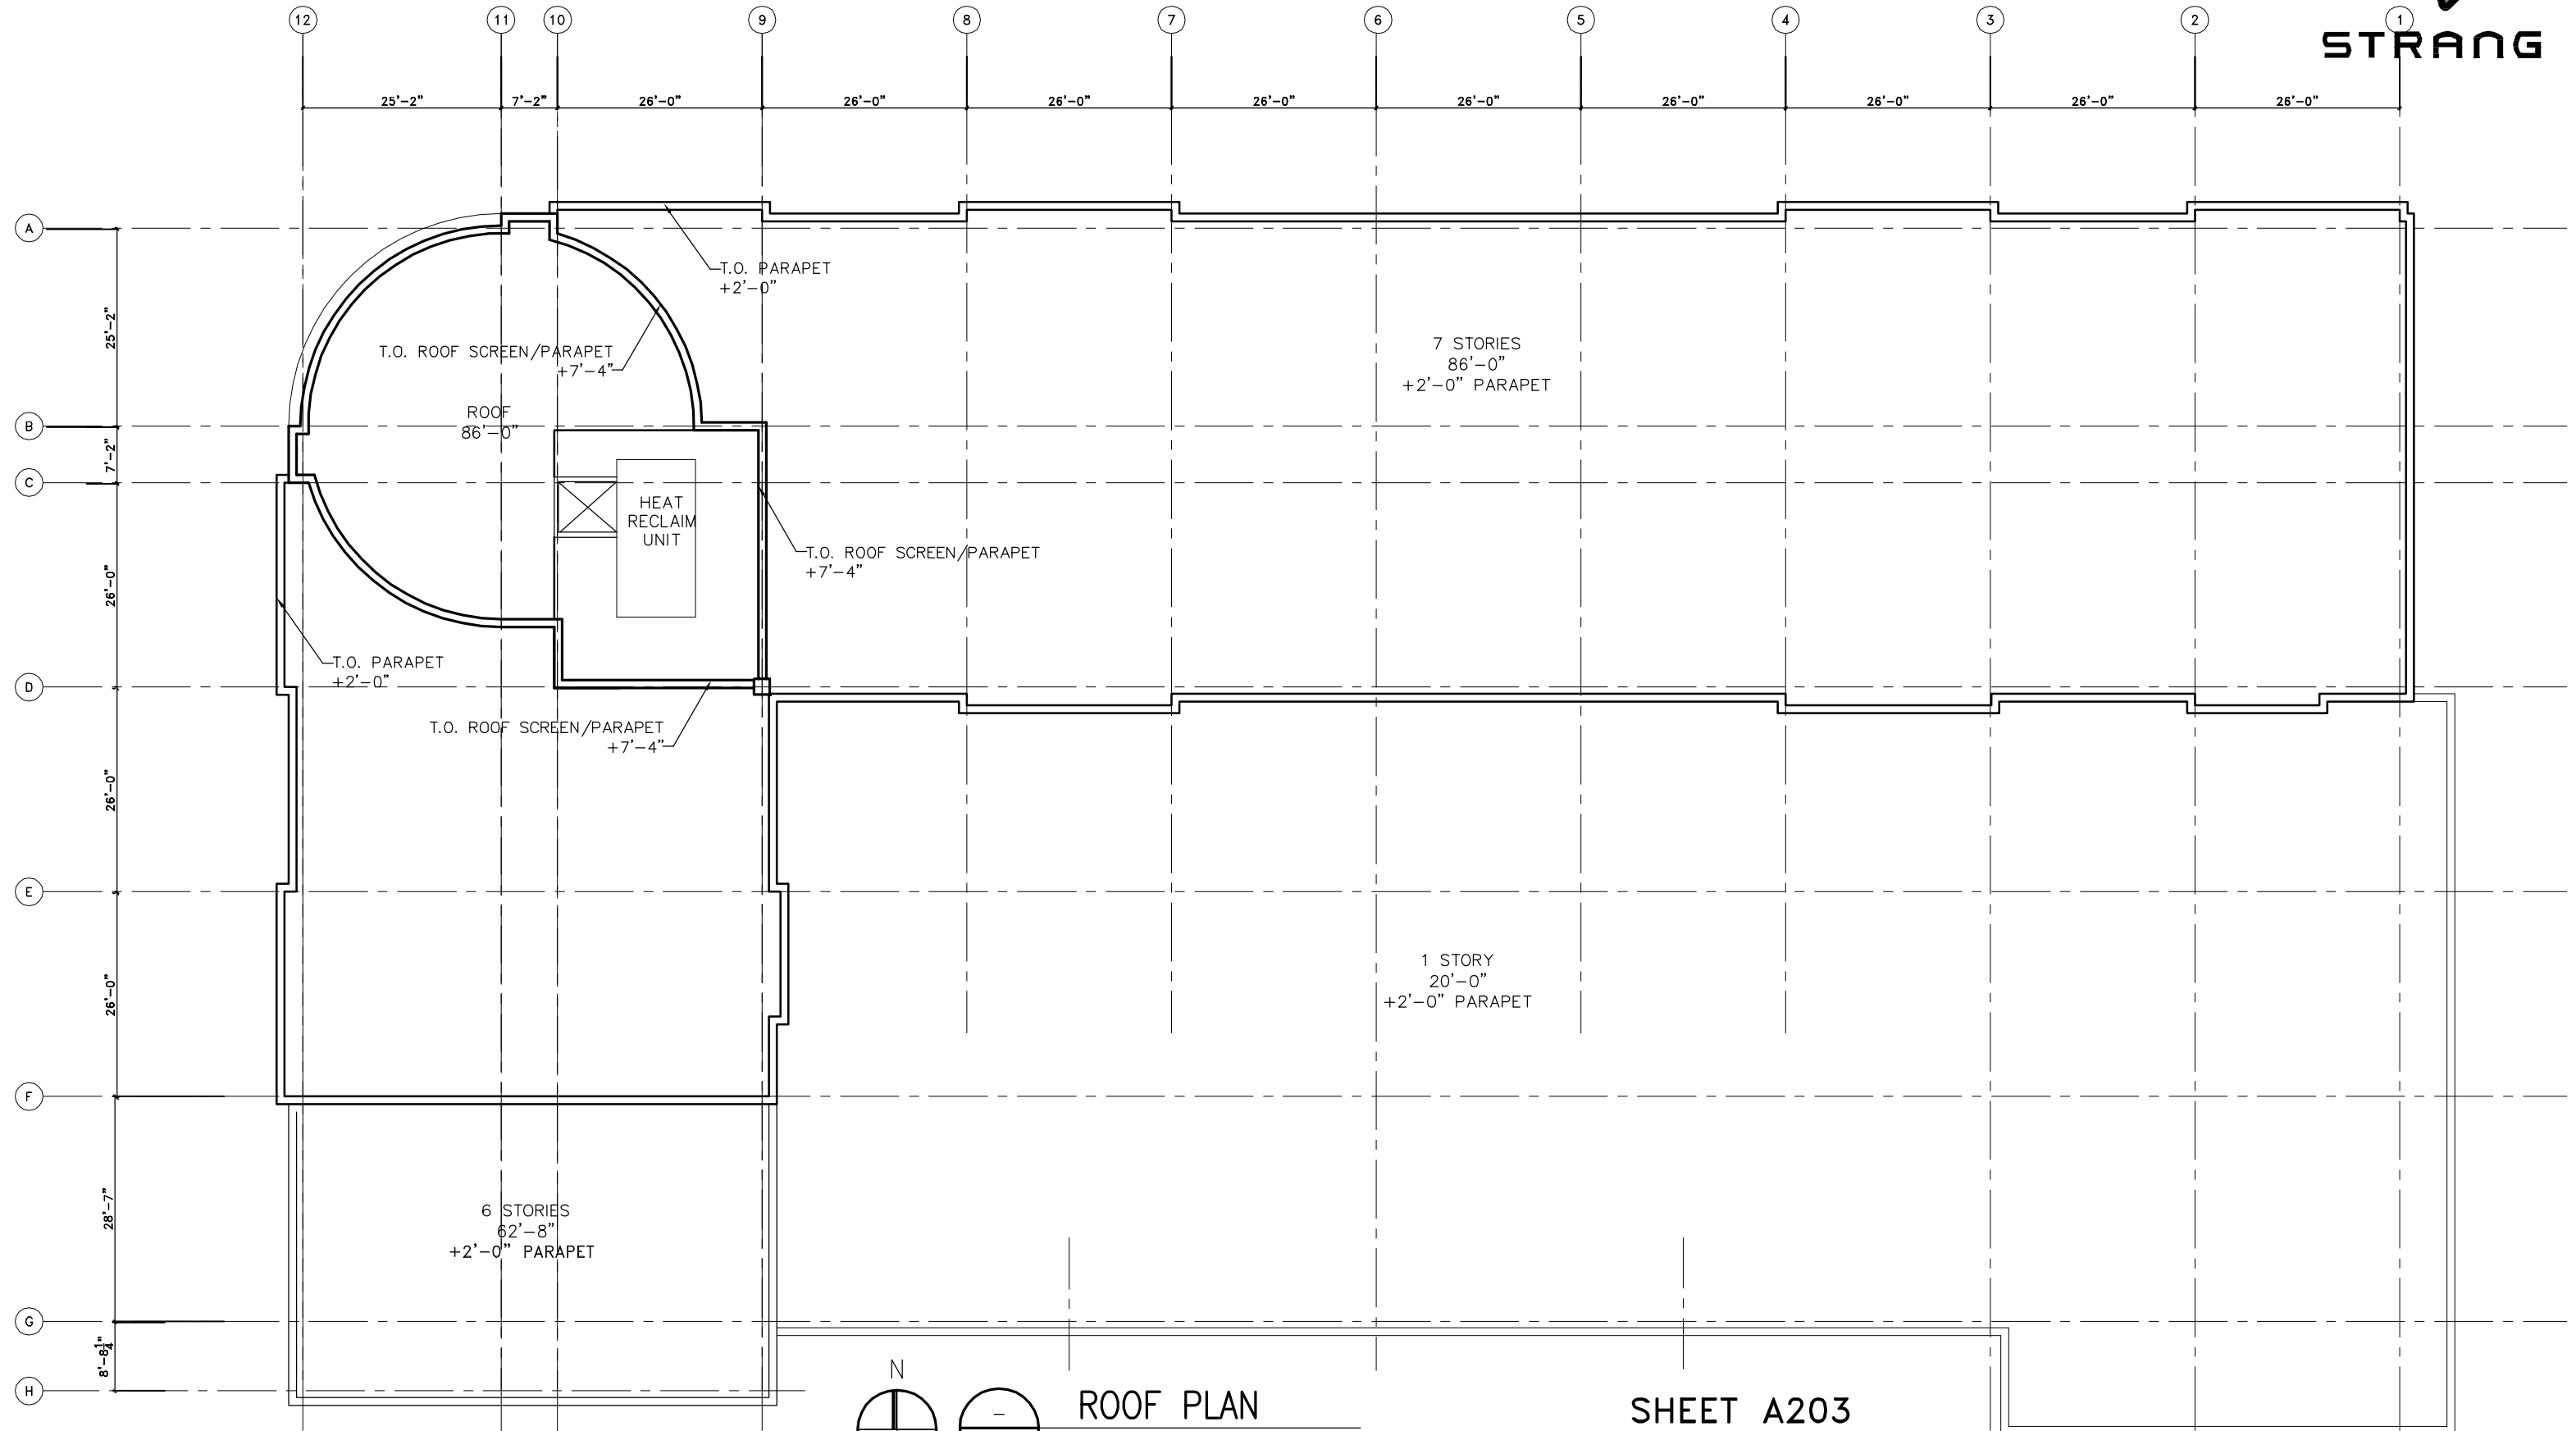 12 11 10 9 8 7 6 5 4 3 2 1
STRANG
25'-2" 7'-2" 26'-0" 26'-0" 26'-0" 26'-0" 26'-0" 26'-0" 26'-0" 26'-0" 26'-0"
A
T.O. PARAPET
+2'-0"
25'-2"
7 STORIES
86'-0"
+2'-0" PARAPET
T.O. ROOF SCREEN/PARAPET
+7'-4"
ROOF
86'-0"
B
7'-2"
C
HEAT
RECLAIM
UNIT
T.O. ROOF SCREEN/PARAPET
+7'-4"
26'-0"
T.O. PARAPET
+2'-0"
D
T.O. ROOF SCREEN/PARAPET
+7'-4"
26'-0"
E
1 STORY
20'-0"
+2'-0" PARAPET
26'-0"
F
28'-7"
6 STORIES
62'-8"
+2'-0" PARAPET
G
8'-8 1/4"
H
N
-
ROOF PLAN
SHEET A203